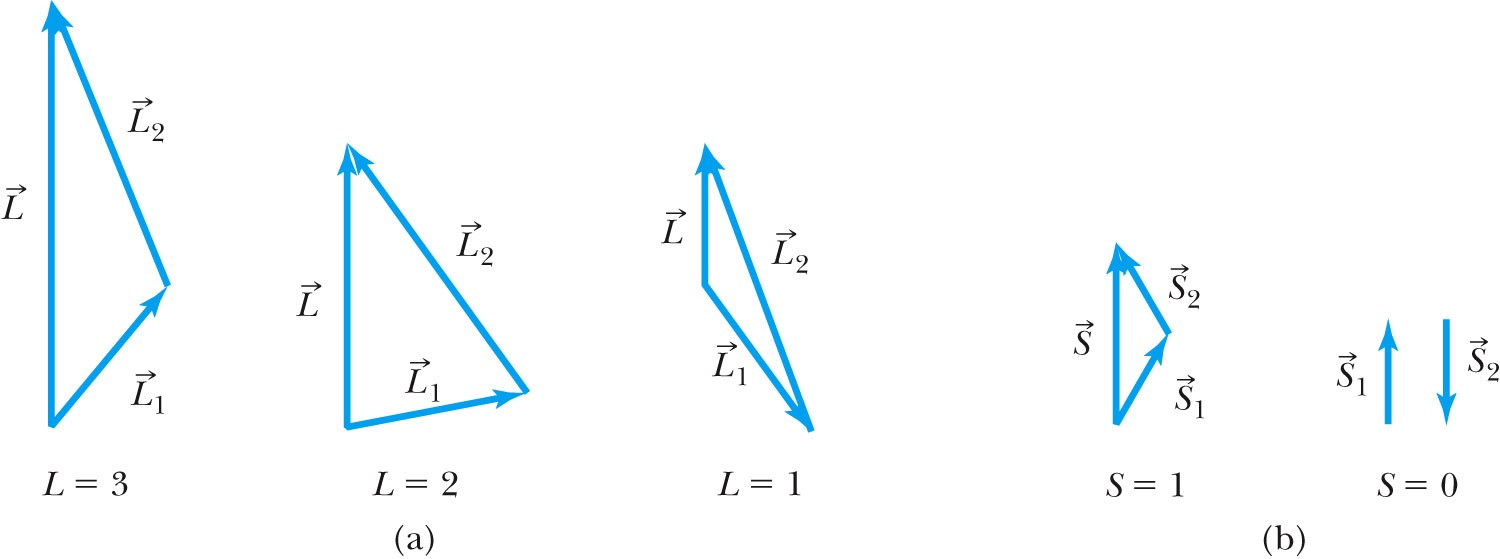 L⃗ L⃗₂ L⃗₁
L⃗ L⃗₂ L⃗₁
L⃗ L⃗₂ L⃗₁
S⃗ S⃗₂ S⃗₁
S⃗₁ S⃗₂
L = 3 L = 2 L = 1 S = 1 S = 0
(a) (b)